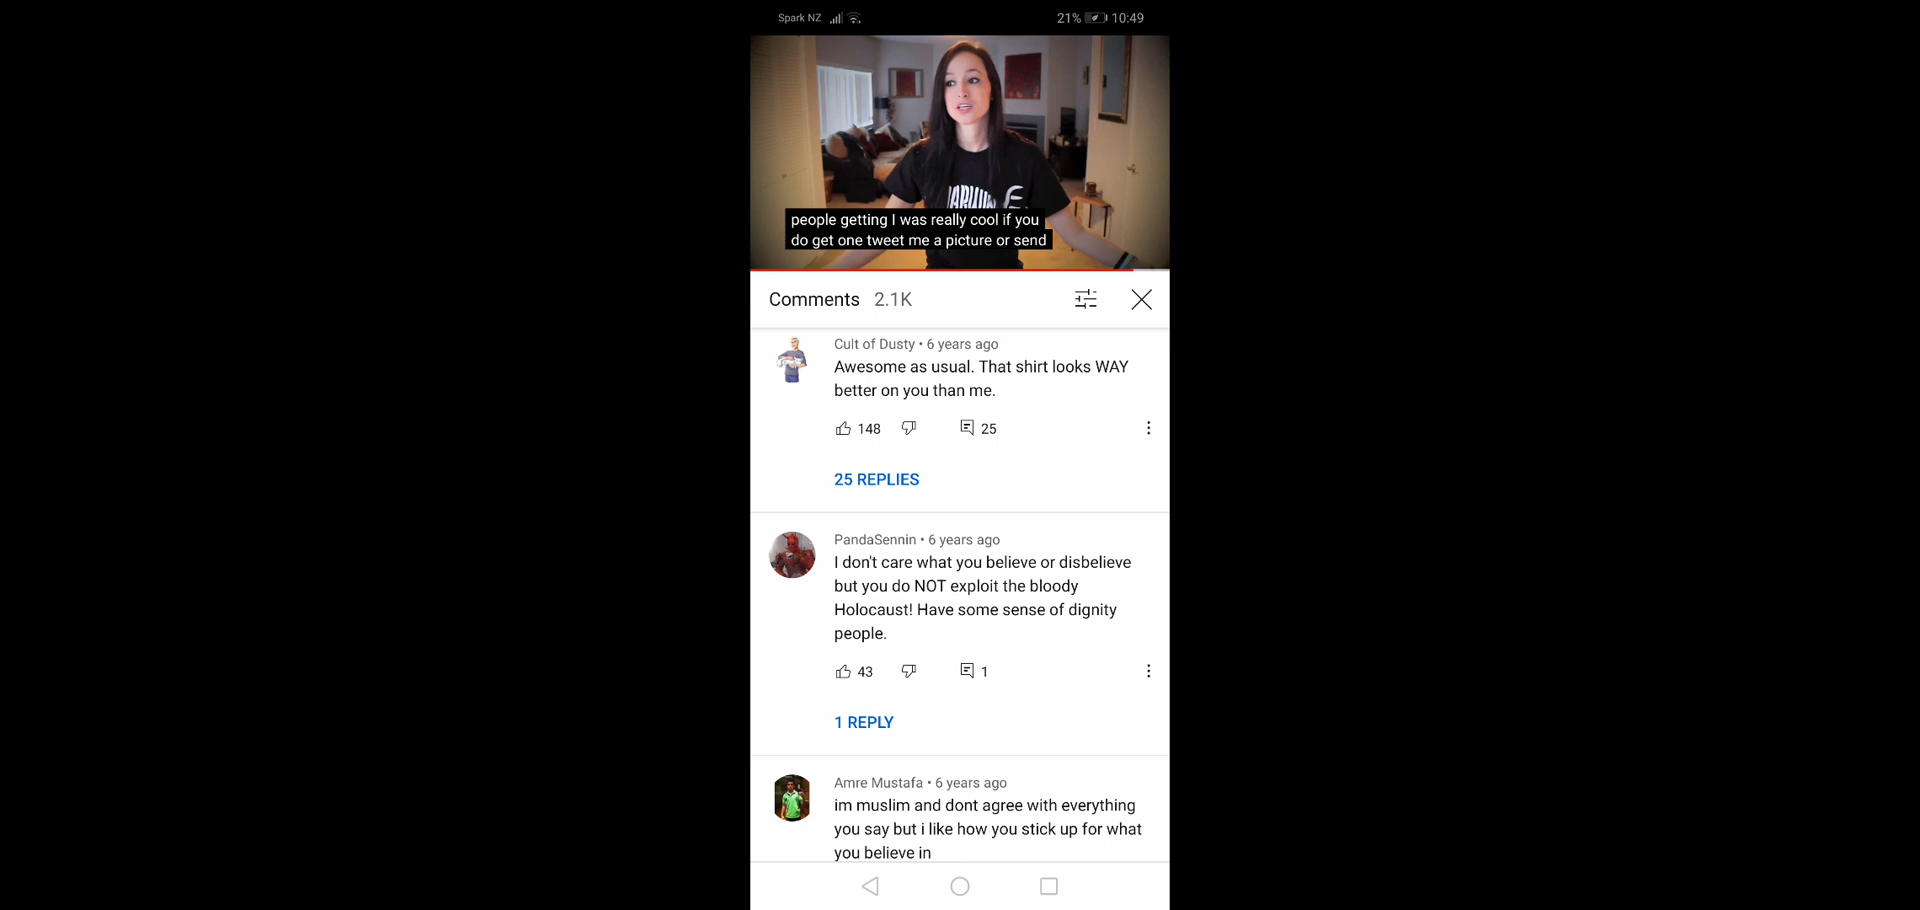 Spark NZ
21% 10:49
people getting I was really cool if you
do get one tweet me a picture or send
Comments 2.1K
Cult of Dusty • 6 years ago
Awesome as usual. That shirt looks WAY
better on you than me.
148 25
25 REPLIES
PandaSennin • 6 years ago
I don't care what you believe or disbelieve
but you do NOT exploit the bloody
Holocaust! Have some sense of dignity
people.
43 1
1 REPLY
Amre Mustafa • 6 years ago
im muslim and dont agree with everything
you say but i like how you stick up for what
you believe in